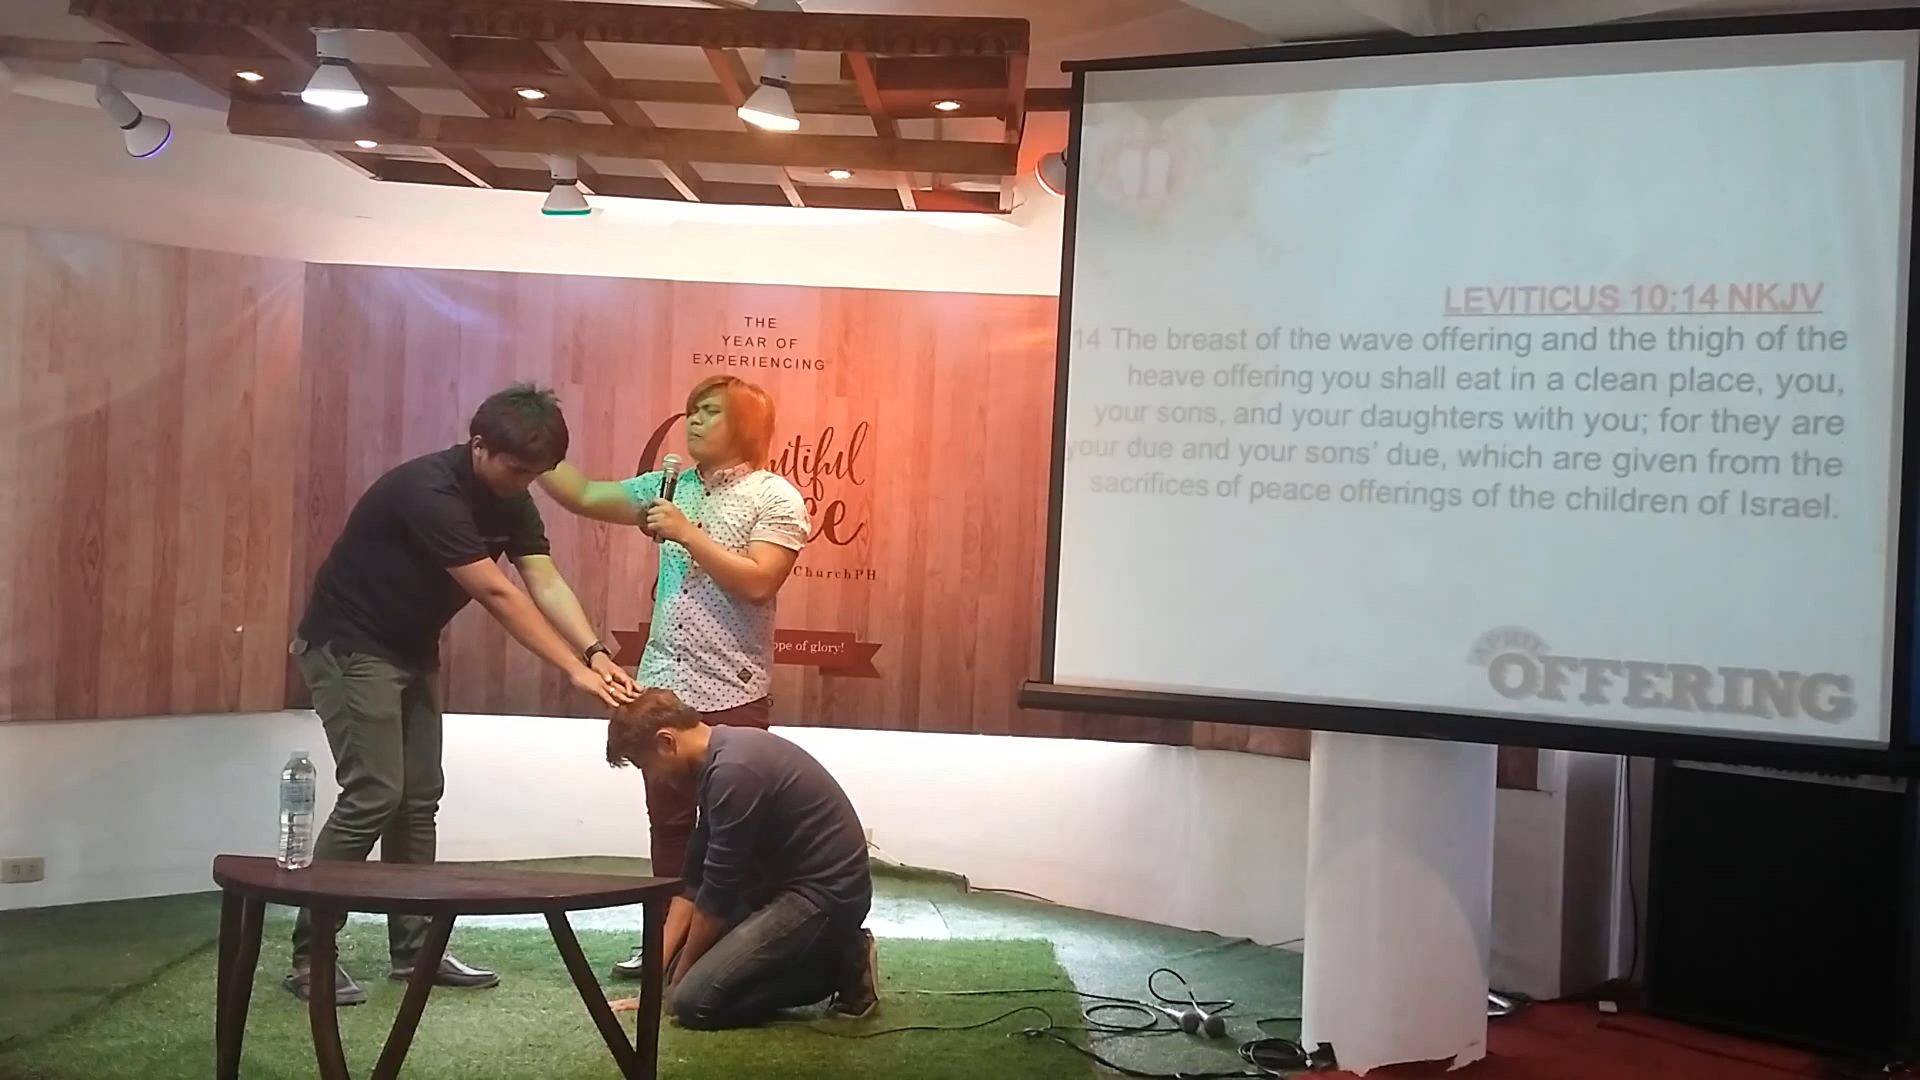 THE
YEAR OF
EXPERIENCING
utiful
ce
ChurchPH
ope of glory!
LEVITICUS 10:14 NKJV
14 The breast of the wave offering and the thigh of the
heave offering you shall eat in a clean place, you,
your sons, and your daughters with you; for they are
your due and your sons’ due, which are given from the
sacrifices of peace offerings of the children of Israel.
OFFERING